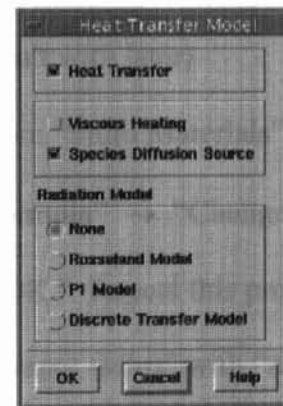 Heat Transfer Model
Heat Transfer
Viscous Heating
Species Diffusion Source
Radiation Model
None
Rosseland Model
P1 Model
Discrete Transfer Model
OK Cancel Help